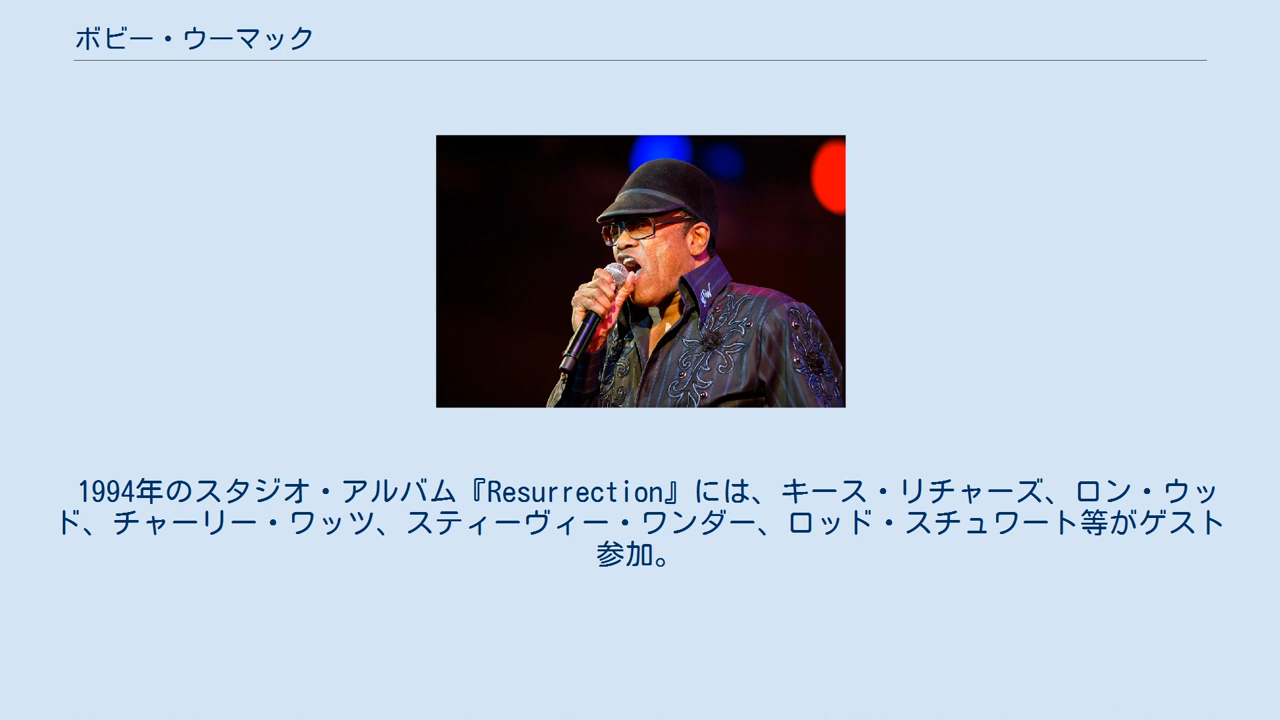 ボビー・ウーマック
1994年のスタジオ・アルバム『Resurrection』には、キース・リチャーズ、ロン・ウッ
ド、チャーリー・ワッツ、スティーヴィー・ワンダー、ロッド・スチュワート等がゲスト
参加。